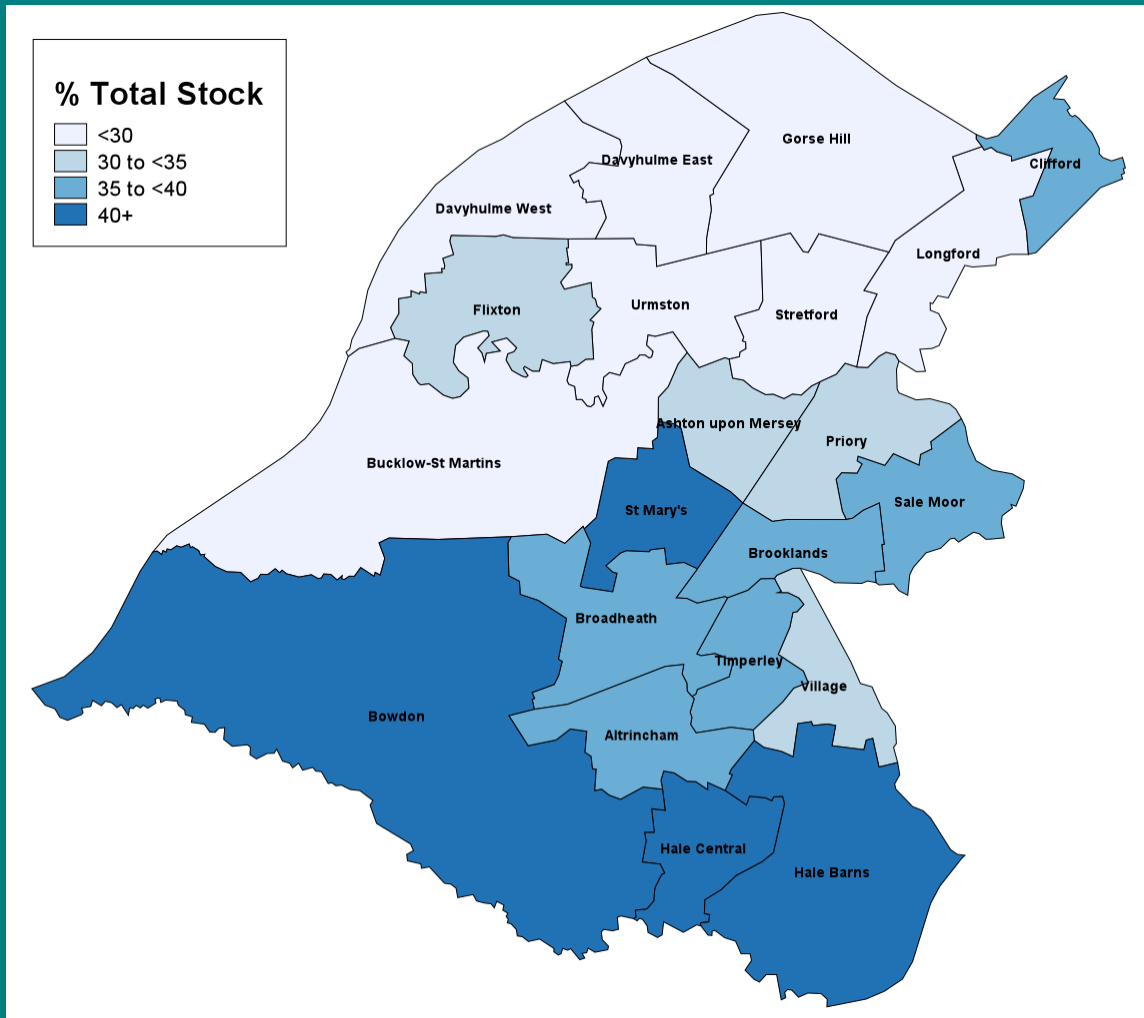 % Total Stock
<30
30 to <35
35 to <40
40+
Gorse Hill
Davyhulme East
Clifford
Davyhulme West
Longford
Flixton
Urmston
Stretford
Ashton upon Mersey
Priory
Bucklow-St Martins
Sale Moor
St Mary's
Brooklands
Broadheath
Timperley
Village
Bowdon
Altrincham
Hale Central
Hale Barns